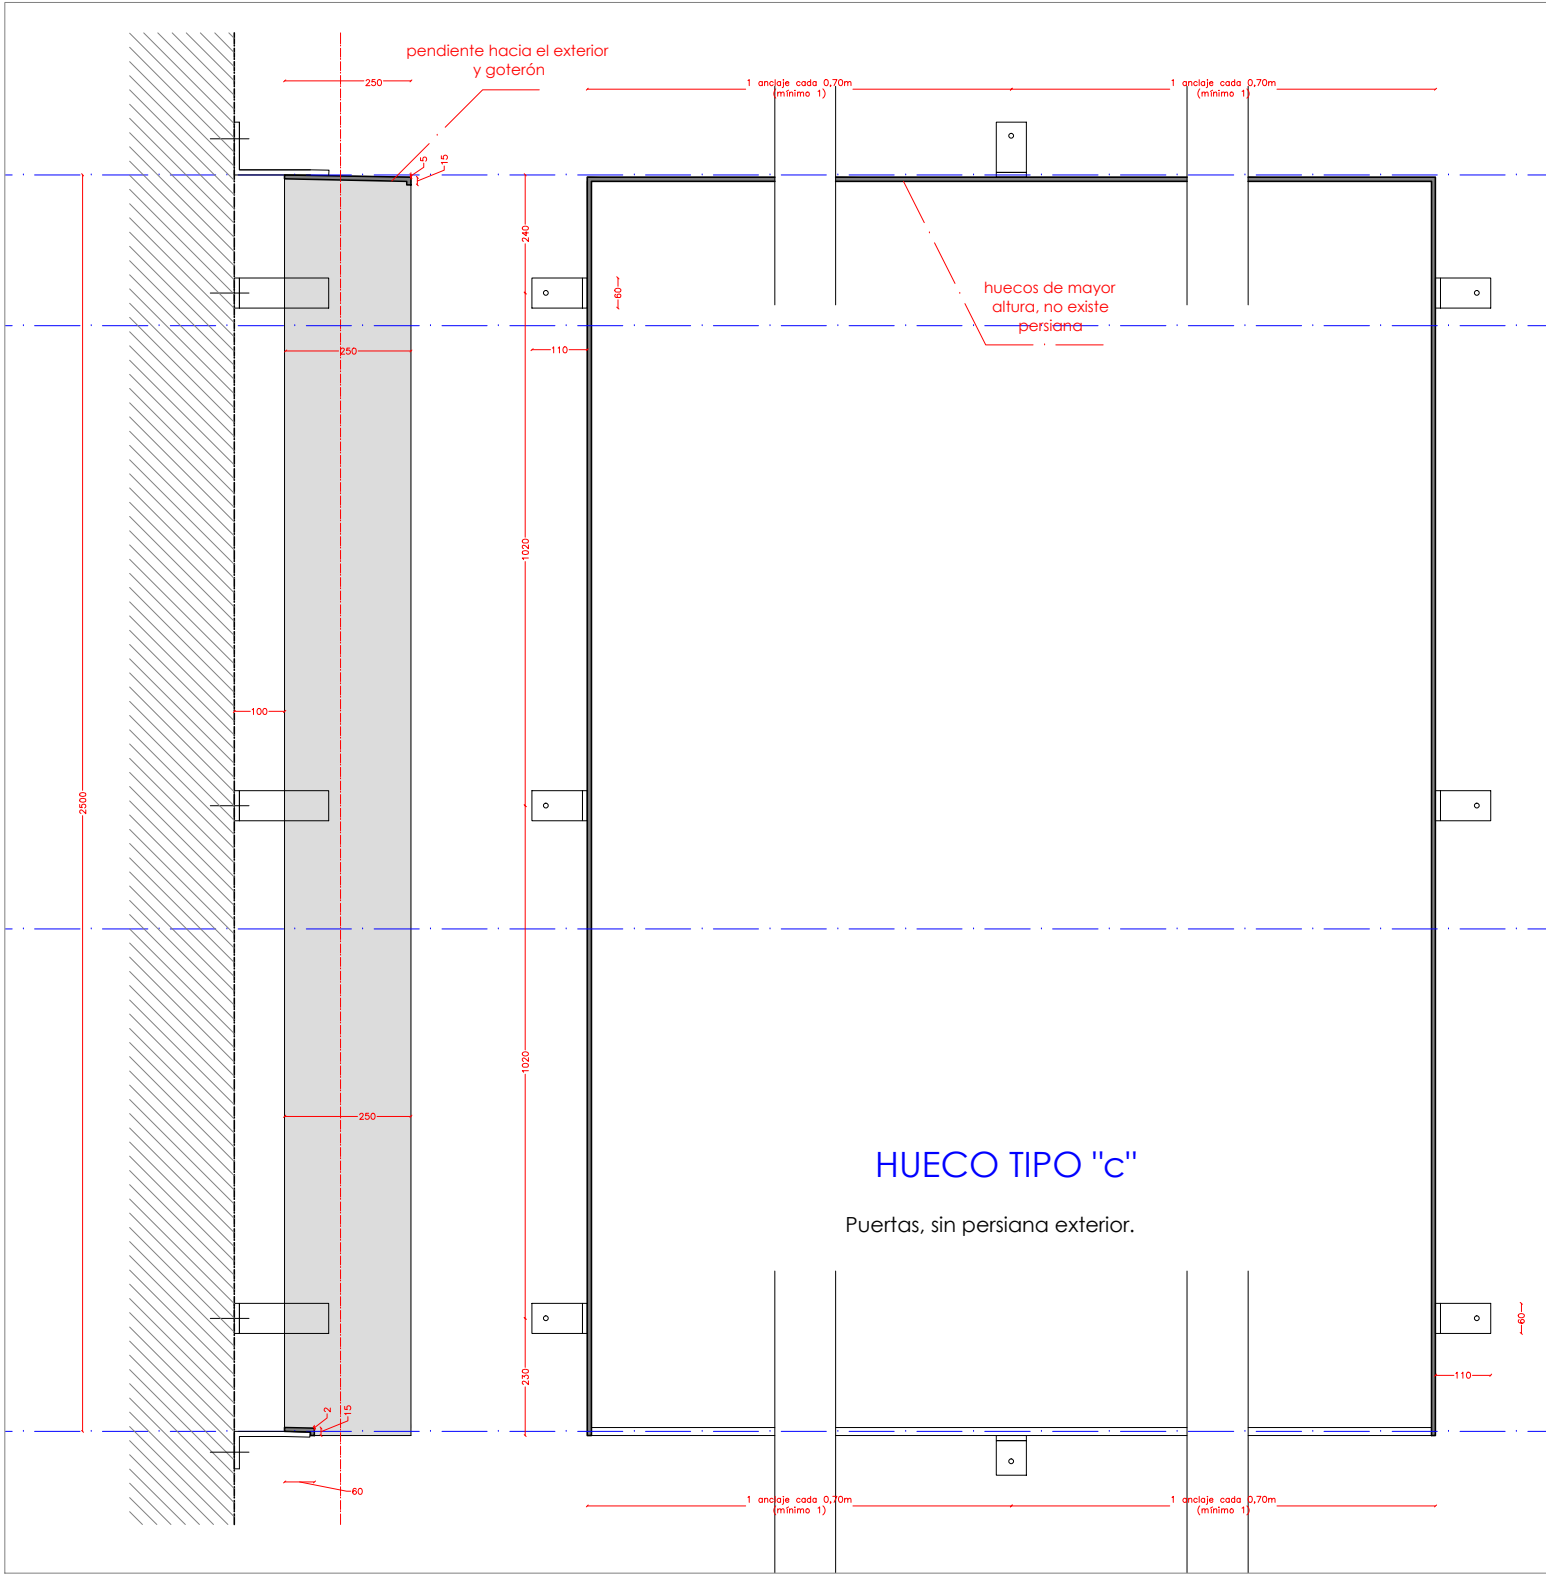 pendiente hacia el exterior
y goterón
250
1 anclaje cada 0,70m
(mínimo 1)
1 anclaje cada 0,70m
(mínimo 1)
5
15
240
60
huecos de mayor
altura, no existe
persiana
250
110
1020
100
2500
1020
250
HUECO TIPO "c"
Puertas, sin persiana exterior.
60
230
110
2
15
60
1 anclaje cada 0,70m
(mínimo 1)
1 anclaje cada 0,70m
(mínimo 1)